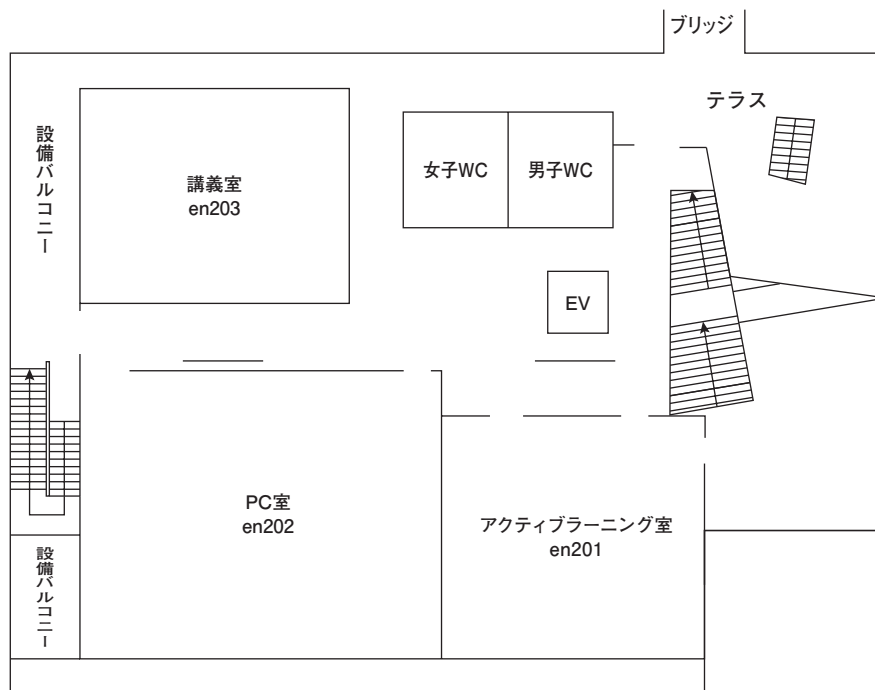 ブリッジ
テラス
設備バルコニー
講義室
en203
女子WC
男子WC
EV
PC室
en202
アクティブラーニング室
en201
設備バルコニー